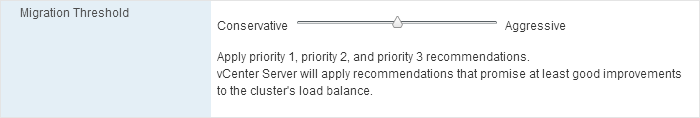 Migration Threshold
Conservative Aggressive
Apply priority 1, priority 2, and priority 3 recommendations.
vCenter Server will apply recommendations that promise at least good improvements
to the cluster's load balance.